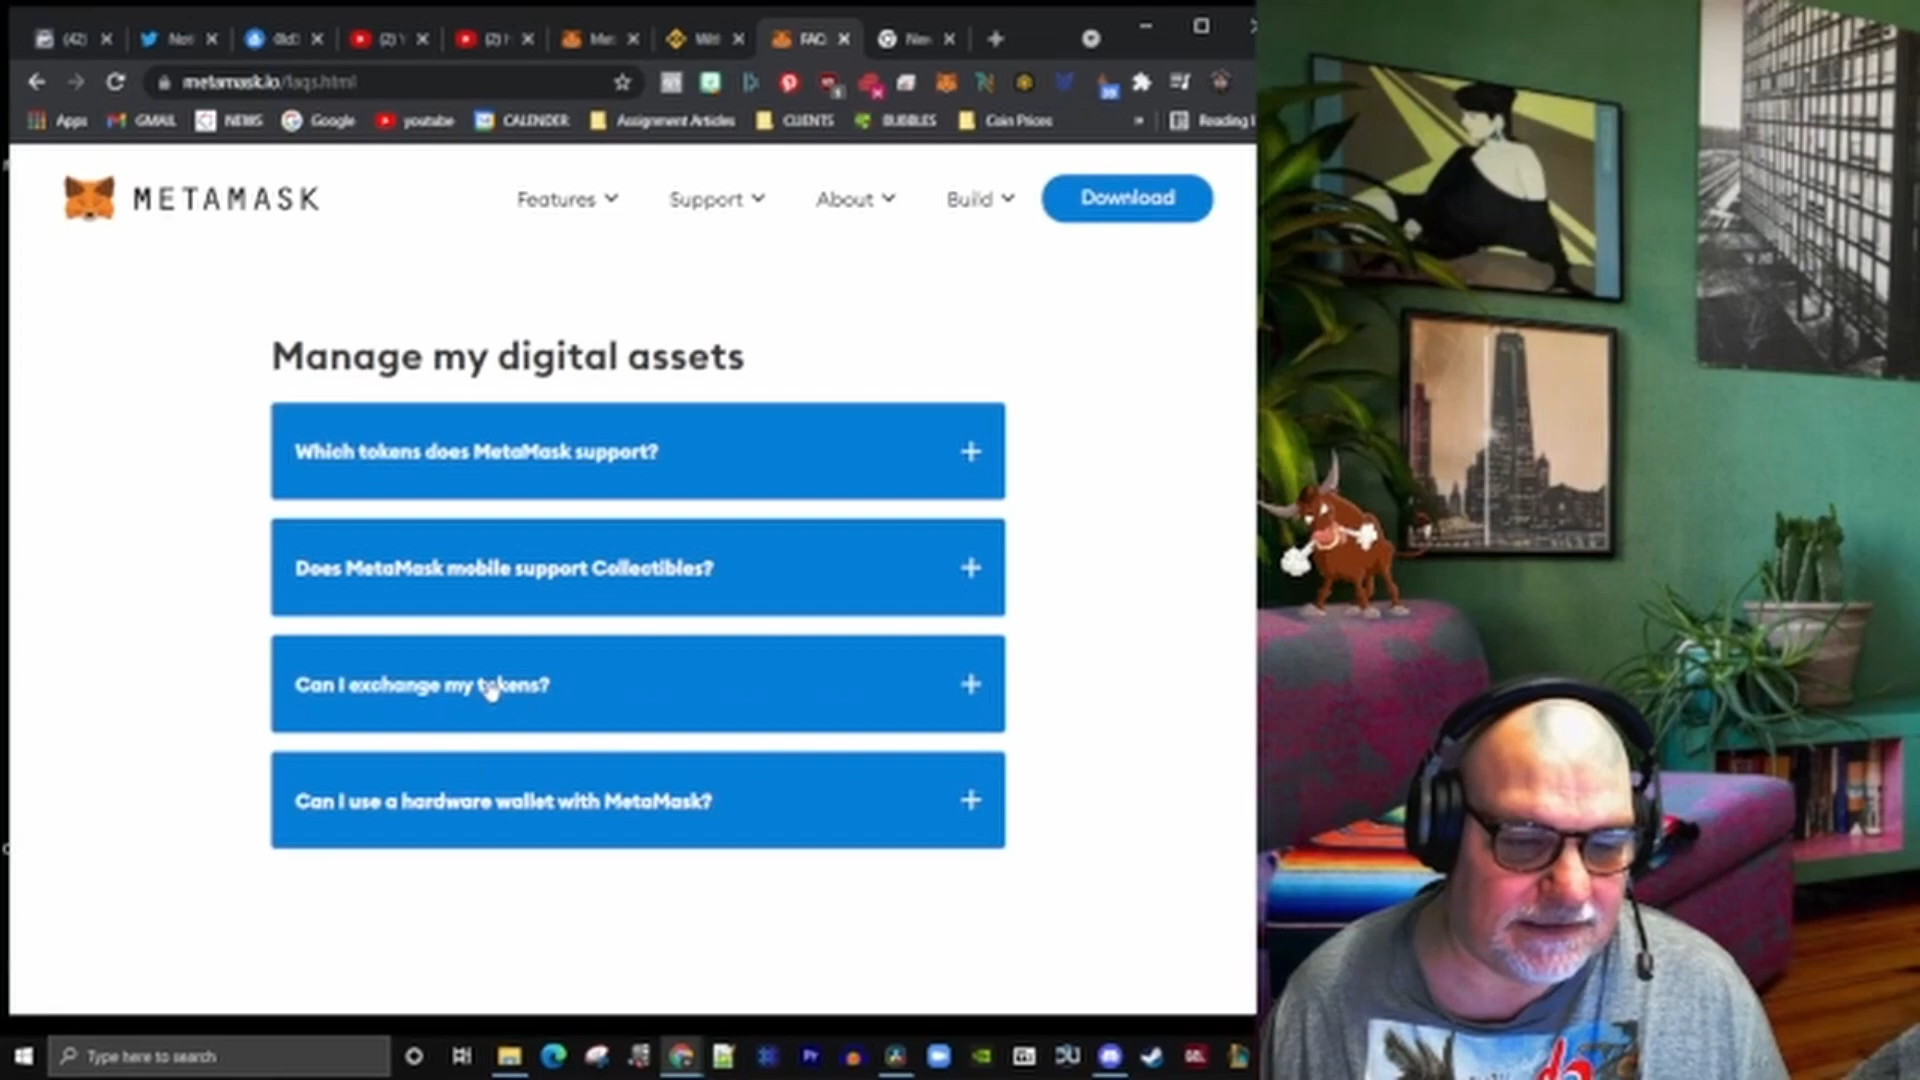 (42)
metamask.io/faqs.html
Apps GMAIL NEWS Google youtube CALENDER Assignment Articles CLIENTS BUBBLES Coin Prices » Reading
METAMASK Features Support About Build Download
Manage my digital assets
Which tokens does MetaMask support?
Does MetaMask mobile support Collectibles?
Can I exchange my tokens?
Can I use a hardware wallet with MetaMask?
Type here to search